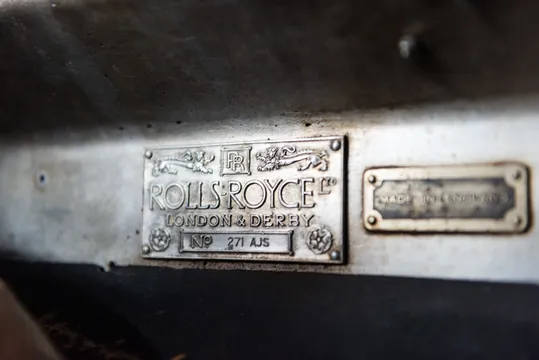 RR
ROLLS-ROYCE LTD
LONDON & DERBY
No 271 AJS
MADE IN ENGLAND